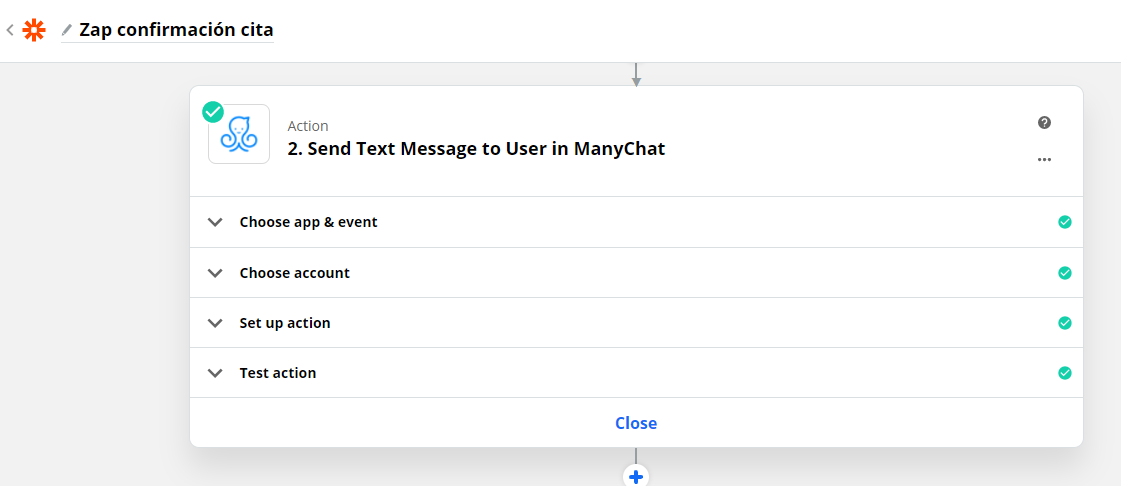 Zap confirmación cita
Action
2. Send Text Message to User in ManyChat
Choose app & event
Choose account
Set up action
Test action
Close